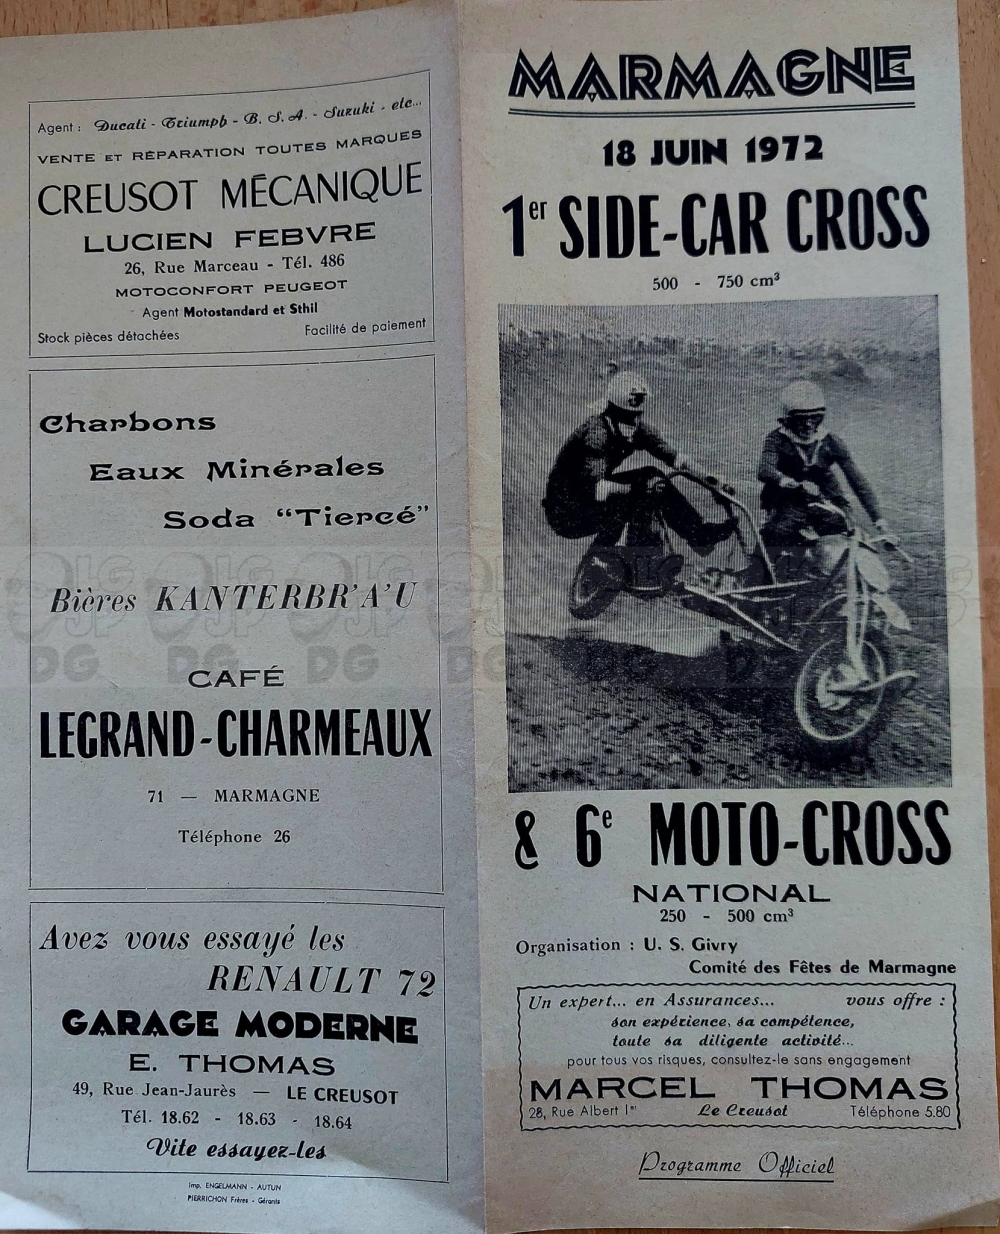 Agent : Ducati - Triumph - B. S. A. - Suzuki - etc...
VENTE ET RÉPARATION TOUTES MARQUES
CREUSOT MÉCANIQUE
LUCIEN FEBVRE
26, Rue Marceau - Tél. 486
MOTOCONFORT PEUGEOT
Agent Motostandard et Sthil
Stock pièces détachées Facilité de paiement
Charbons
Eaux Minérales
Soda "Tiercé"
Bières KANTERBR'A'U
CAFÉ
LEGRAND-CHARMEAUX
71 — MARMAGNE
Téléphone 26
Avez vous essayé les
RENAULT 72
GARAGE MODERNE
E. THOMAS
49, Rue Jean-Jaurès — LE CREUSOT
Tél. 18.62 - 18.63 - 18.64
Vite essayez-les
Imp. ENGELMANN - AUTUN
PIERRICHON Frères - Gérants
MARMAGNE
18 JUIN 1972
1er SIDE-CAR CROSS
500 - 750 cm³
& 6e MOTO-CROSS
NATIONAL
250 - 500 cm³
Organisation : U. S. Givry
Comité des Fêtes de Marmagne
Un expert... en Assurances... vous offre :
son expérience, sa compétence,
toute sa diligente activité...
pour tous vos risques, consultez-le sans engagement
MARCEL THOMAS
28, Rue Albert 1er Le Creusot Téléphone 5.80
Programme Officiel
JP DG